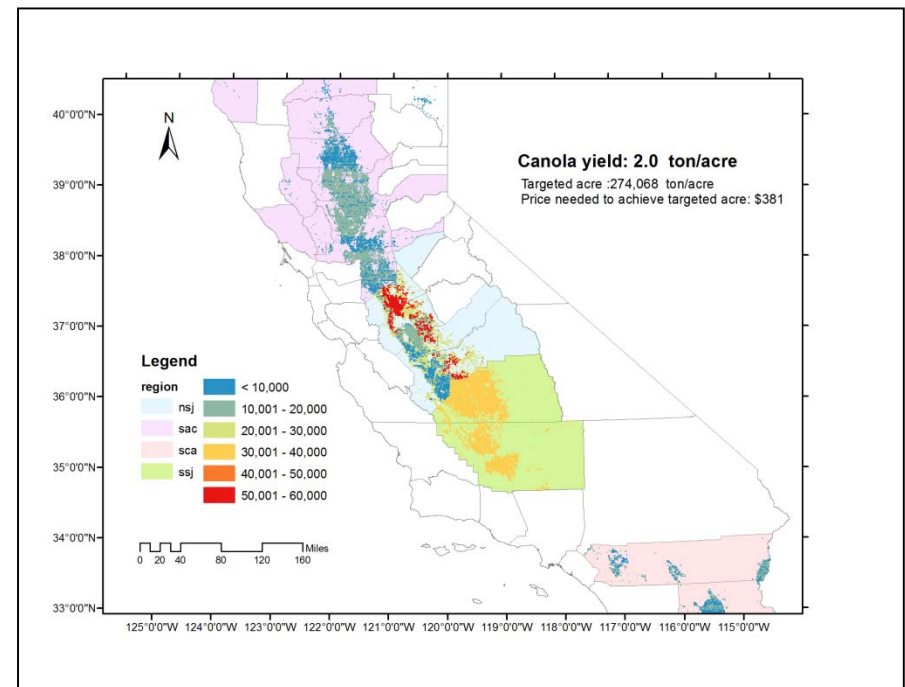 N
Canola yield: 2.0 ton/acre
Targeted acre :274,068 ton/acre
Price needed to achieve targeted acre: $381
40°0'0"N
39°0'0"N
38°0'0"N
37°0'0"N
36°0'0"N
35°0'0"N
34°0'0"N
33°0'0"N
Legend
region
nsj
sac
sca
ssj
< 10,000
10,001 - 20,000
20,001 - 30,000
30,001 - 40,000
40,001 - 50,000
50,001 - 60,000
Miles
0 20 40 80 120 160
125°0'0"W 124°0'0"W 123°0'0"W 122°0'0"W 121°0'0"W 120°0'0"W 119°0'0"W 118°0'0"W 117°0'0"W 116°0'0"W 115°0'0"W